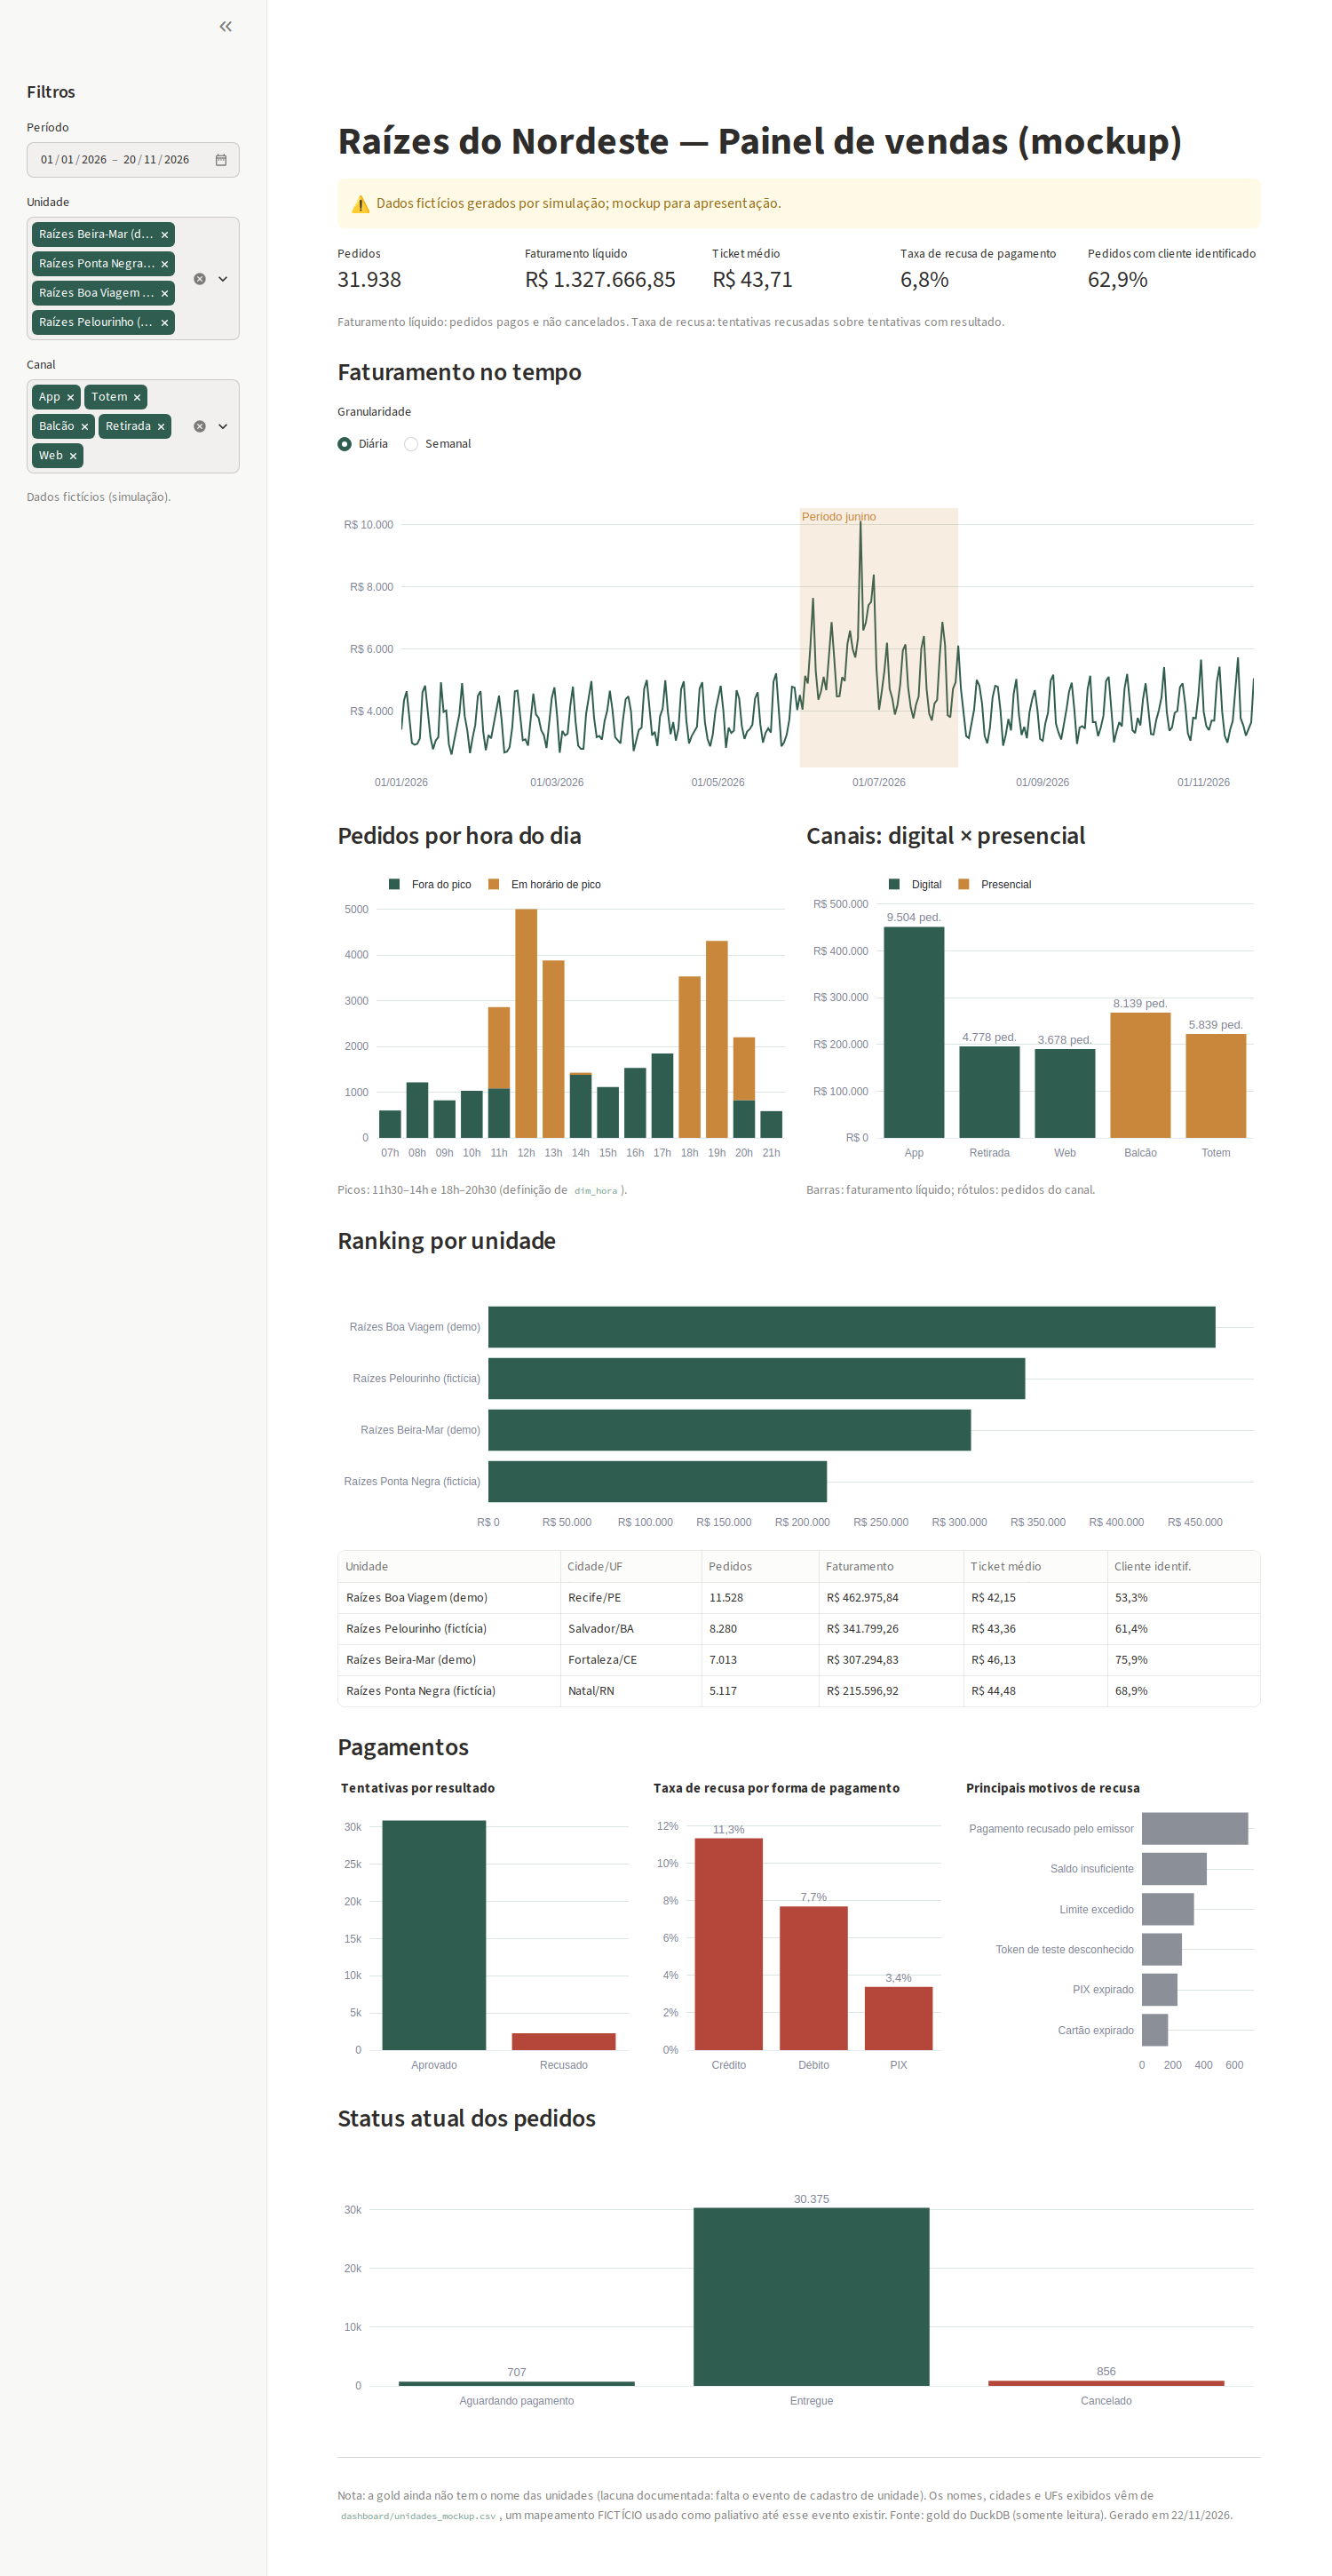 Filtros
Período
01 / 01 / 2026 – 20 / 11 / 2026
Unidade
Raízes Beira-Mar (d...
Raízes Ponta Negra...
Raízes Boa Viagem ...
Raízes Pelourinho (...
Canal
App
Totem
Balcão
Retirada
Web
Dados fictícios (simulação).
Raízes do Nordeste — Painel de vendas (mockup)
⚠️ Dados fictícios gerados por simulação; mockup para apresentação.
Pedidos
31.938
Faturamento líquido
R$ 1.327.666,85
Ticket médio
R$ 43,71
Taxa de recusa de pagamento
6,8%
Pedidos com cliente identificado
62,9%
Faturamento líquido: pedidos pagos e não cancelados. Taxa de recusa: tentativas recusadas sobre tentativas com resultado.
Faturamento no tempo
Granularidade
Diária
Semanal
Período junino
R$ 10.000
R$ 8.000
R$ 6.000
R$ 4.000
01/01/2026
01/03/2026
01/05/2026
01/07/2026
01/09/2026
01/11/2026
Pedidos por hora do dia
Fora do pico
Em horário de pico
5000
4000
3000
2000
1000
0
07h 08h 09h 10h 11h 12h 13h 14h 15h 16h 17h 18h 19h 20h 21h
Picos: 11h30–14h e 18h–20h30 (definição de dim_hora ).
Canais: digital × presencial
Digital
Presencial
R$ 500.000
R$ 400.000
R$ 300.000
R$ 200.000
R$ 100.000
R$ 0
9.504 ped.
4.778 ped.
3.678 ped.
8.139 ped.
5.839 ped.
App
Retirada
Web
Balcão
Totem
Barras: faturamento líquido; rótulos: pedidos do canal.
Ranking por unidade
Raízes Boa Viagem (demo)
Raízes Pelourinho (fictícia)
Raízes Beira-Mar (demo)
Raízes Ponta Negra (fictícia)
R$ 0
R$ 50.000
R$ 100.000
R$ 150.000
R$ 200.000
R$ 250.000
R$ 300.000
R$ 350.000
R$ 400.000
R$ 450.000
Unidade Cidade/UF Pedidos Faturamento Ticket médio Cliente identif.
Raízes Boa Viagem (demo) Recife/PE 11.528 R$ 462.975,84 R$ 42,15 53,3%
Raízes Pelourinho (fictícia) Salvador/BA 8.280 R$ 341.799,26 R$ 43,36 61,4%
Raízes Beira-Mar (demo) Fortaleza/CE 7.013 R$ 307.294,83 R$ 46,13 75,9%
Raízes Ponta Negra (fictícia) Natal/RN 5.117 R$ 215.596,92 R$ 44,48 68,9%
Pagamentos
Tentativas por resultado
30k
25k
20k
15k
10k
5k
0
Aprovado
Recusado
Taxa de recusa por forma de pagamento
12%
10%
8%
6%
4%
2%
0%
11,3%
7,7%
3,4%
Crédito
Débito
PIX
Principais motivos de recusa
Pagamento recusado pelo emissor
Saldo insuficiente
Limite excedido
Token de teste desconhecido
PIX expirado
Cartão expirado
0 200 400 600
Status atual dos pedidos
30k
20k
10k
0
707
30.375
856
Aguardando pagamento
Entregue
Cancelado
Nota: a gold ainda não tem o nome das unidades (lacuna documentada: falta o evento de cadastro de unidade). Os nomes, cidades e UFs exibidos vêm de
dashboard/unidades_mockup.csv , um mapeamento FICTÍCIO usado como paliativo até esse evento existir. Fonte: gold do DuckDB (somente leitura). Gerado em 22/11/2026.